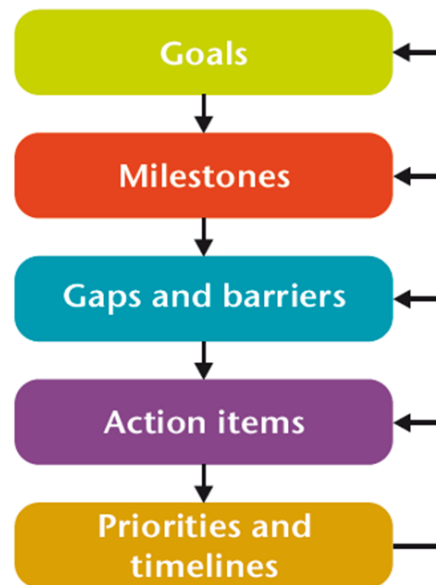 Goals
Milestones
Gaps and barriers
Action items
Priorities and
timelines